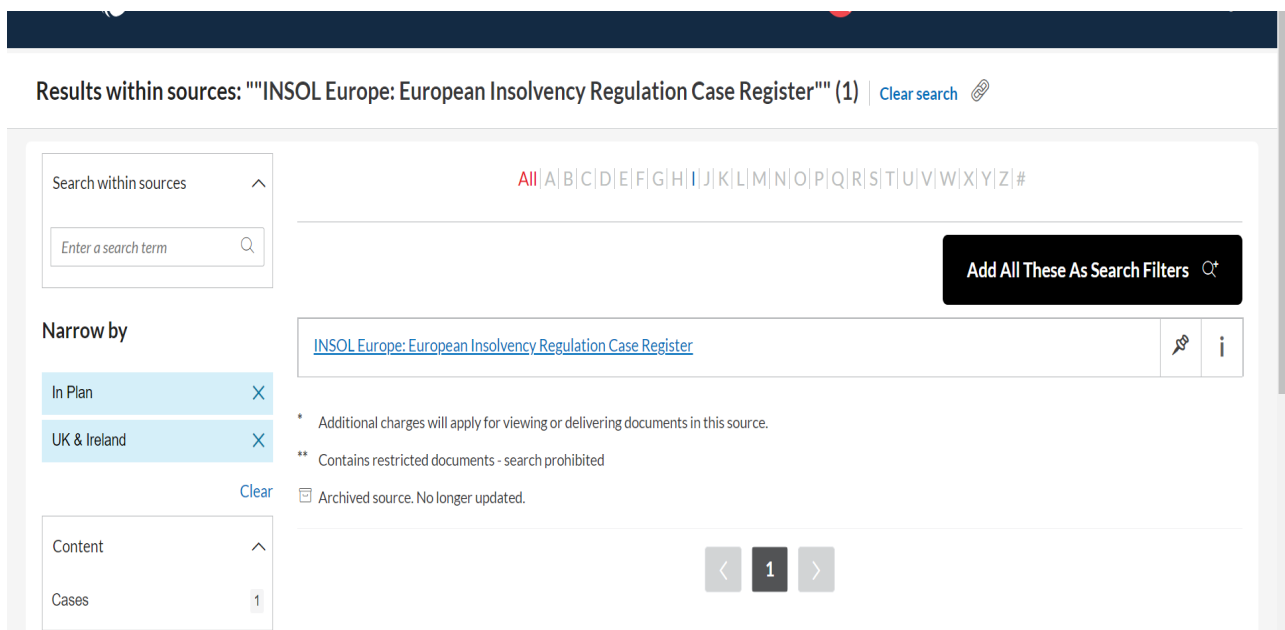 Results within sources: ""INSOL Europe: European Insolvency Regulation Case Register"" (1) | Clear search
Search within sources
Enter a search term
All|A|B|C|D|E|F|G|H|I|J|K|L|M|N|O|P|Q|R|S|T|U|V|W|X|Y|Z|#
Add All These As Search Filters
Narrow by
In Plan X
UK & Ireland X
Clear
Content
Cases 1
INSOL Europe: European Insolvency Regulation Case Register i
* Additional charges will apply for viewing or delivering documents in this source.
** Contains restricted documents - search prohibited
Archived source. No longer updated.
< 1 >